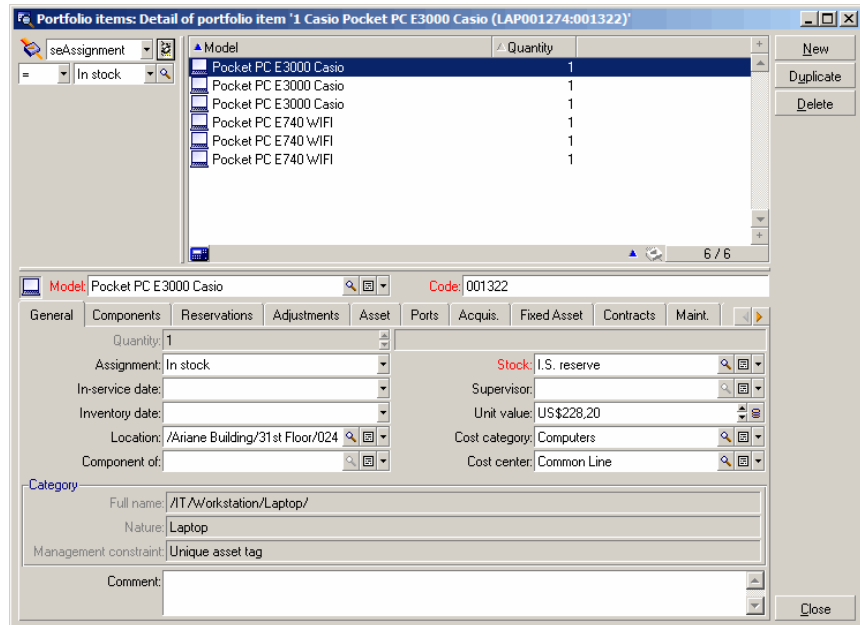 Portfolio items: Detail of portfolio item '1 Casio Pocket PC E3000 Casio (LAP001274:001322)'
seAssignment
= In stock
Model Quantity
Pocket PC E3000 Casio 1
Pocket PC E3000 Casio 1
Pocket PC E3000 Casio 1
Pocket PC E740 WIFI 1
Pocket PC E740 WIFI 1
Pocket PC E740 WIFI 1
6 / 6
New
Duplicate
Delete
Model: Pocket PC E3000 Casio Code: 001322
General Components Reservations Adjustments Asset Ports Acquis. Fixed Asset Contracts Maint.
Quantity: 1
Assignment: In stock Stock: I.S. reserve
In-service date: Supervisor:
Inventory date: Unit value: US$228,20
Location: /Ariane Building/31st Floor/024 Cost category: Computers
Component of: Cost center: Common Line
Category
Full name: /IT/Workstation/Laptop/
Nature: Laptop
Management constraint: Unique asset tag
Comment:
Close